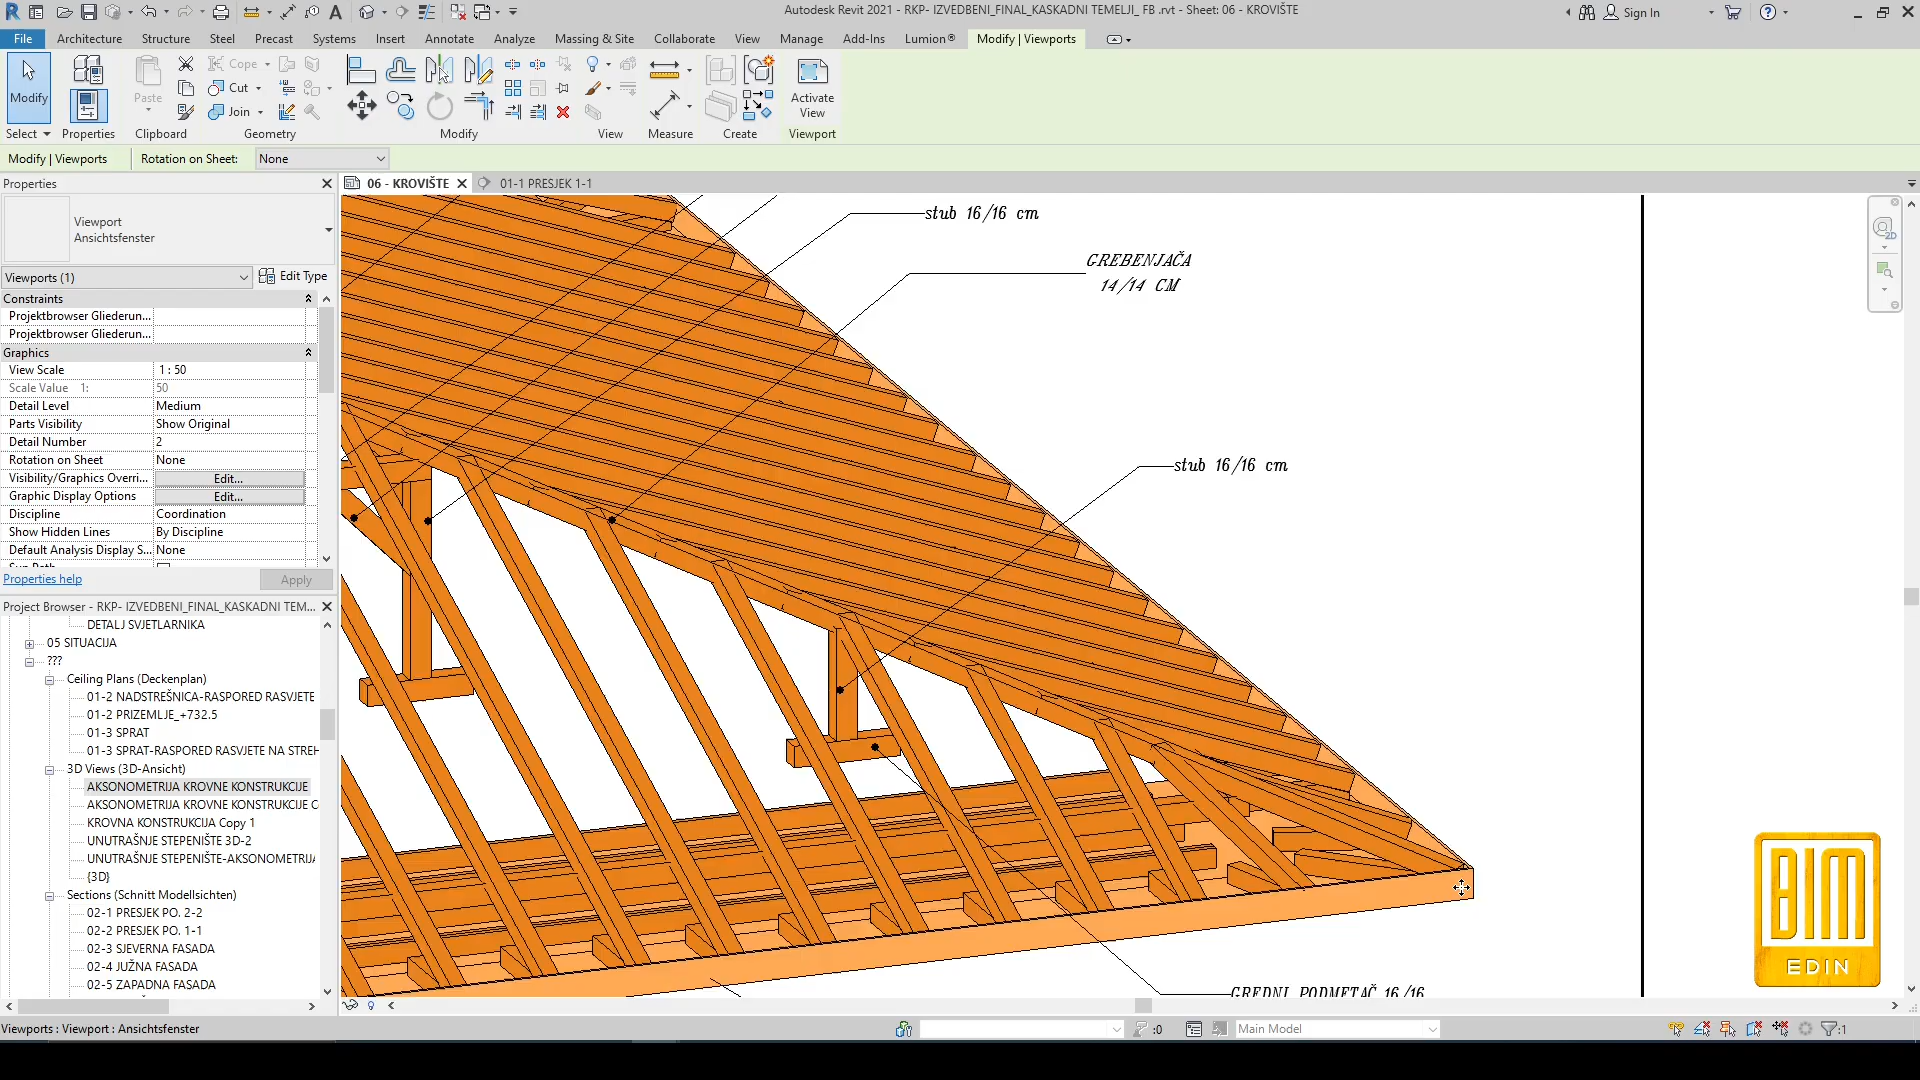 Autodesk Revit 2021 - RKP- IZVEDBENI_FINAL_KASKADNI TEMELJI_ FB .rvt - Sheet: 06 - KROVIŠTE
Sign In
File Architecture Structure Steel Precast Systems Insert Annotate Analyze Massing & Site Collaborate View Manage Add-Ins Lumion® Modify | Viewports
Modify
Paste
Cope
Cut
Join
Activate
View
Select Properties Clipboard Geometry Modify View Measure Create Viewport
Modify | Viewports Rotation on Sheet: None
Properties
06 - KROVIŠTE
01-1 PRESJEK 1-1
Viewport
Ansichtsfenster
Viewports (1) Edit Type
Constraints
Projektbrowser Gliederun...
Projektbrowser Gliederun...
Graphics
View Scale 1 : 50
Scale Value 1: 50
Detail Level Medium
Parts Visibility Show Original
Detail Number 2
Rotation on Sheet None
Visibility/Graphics Overri... Edit...
Graphic Display Options Edit...
Discipline Coordination
Show Hidden Lines By Discipline
Default Analysis Display S... None
Properties help Apply
Project Browser - RKP- IZVEDBENI_FINAL_KASKADNI TEM...
DETALJ SVJETLARNIKA
05 SITUACIJA
???
Ceiling Plans (Deckenplan)
01-2 NADSTREŠNICA-RASPORED RASVJETE
01-2 PRIZEMLJE_+732.5
01-3 SPRAT
01-3 SPRAT-RASPORED RASVJETE NA STREH
3D Views (3D-Ansicht)
AKSONOMETRIJA KROVNE KONSTRUKCIJE
AKSONOMETRIJA KROVNE KONSTRUKCIJE C
KROVNA KONSTRUKCIJA Copy 1
UNUTRAŠNJE STEPENIŠTE 3D-2
UNUTRAŠNJE STEPENIŠTE-AKSONOMETRIJA
{3D}
Sections (Schnitt Modellsichten)
02-1 PRESJEK PO. 2-2
02-2 PRESJEK PO. 1-1
02-3 SJEVERNA FASADA
02-4 JUŽNA FASADA
02-5 ZAPADNA FASADA
stub 16/16 cm
GREBENJAČA
14/14 CM
stub 16/16 cm
GREDNI PODMETAČ 16/16
2D
BIM
EDIN
Viewports : Viewport : Ansichtsfenster
:0
Main Model
:1